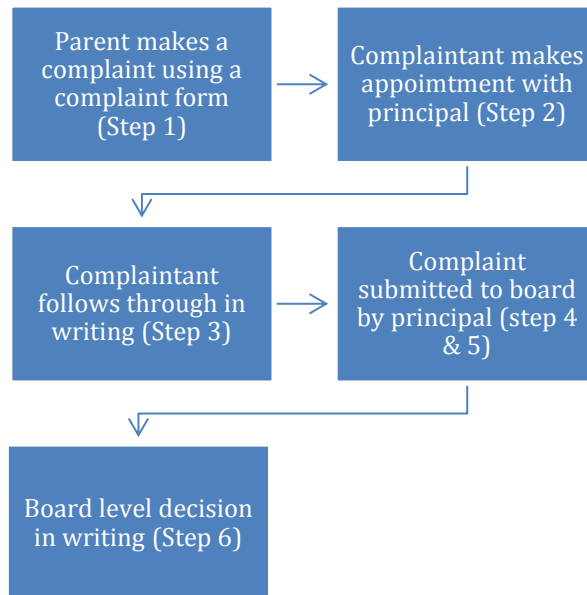 Parent makes a
complaint using a
complaint form
(Step 1)
Complaintant makes
appoimtment with
principal (Step 2)
Complaintant
follows through in
writing (Step 3)
Complaint
submitted to board
by principal (step 4
& 5)
Board level decision
in writing (Step 6)